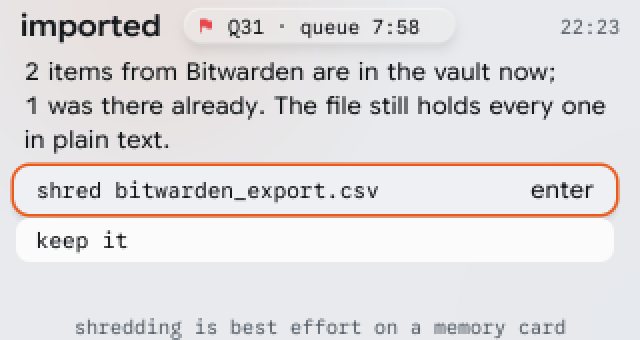 imported
Q31 · queue 7:58
22:23
2 items from Bitwarden are in the vault now;
1 was there already. The file still holds every one
in plain text.
shred bitwarden_export.csv enter
keep it
shredding is best effort on a memory card